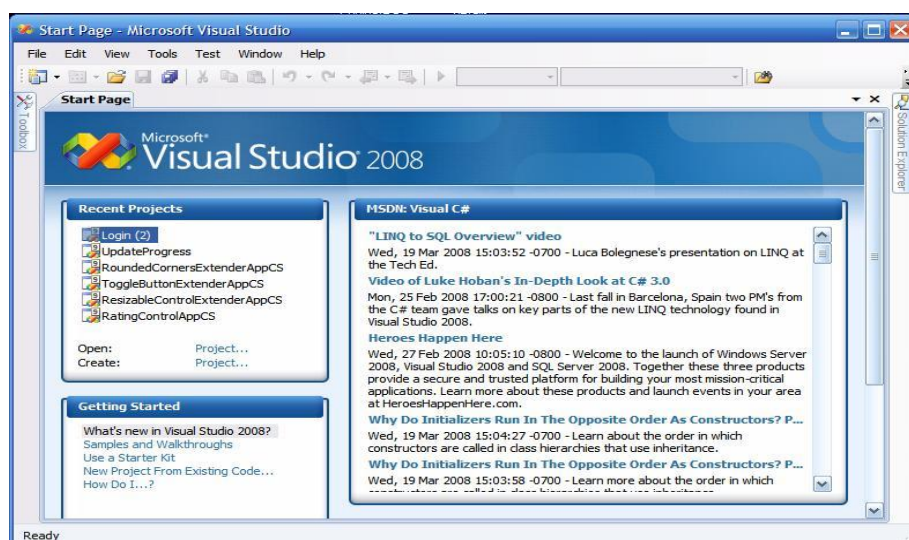 Start Page - Microsoft Visual Studio
File Edit View Tools Test Window Help
Toolbox
Start Page
Solution Explorer
Microsoft®
Visual Studio® 2008
Recent Projects
Login (2)
UpdateProgress
RoundedCornersExtenderAppCS
ToggleButtonExtenderAppCS
ResizableControlExtenderAppCS
RatingControlAppCS
Open: Project...
Create: Project...
Getting Started
What's new in Visual Studio 2008?
Samples and Walkthroughs
Use a Starter Kit
New Project From Existing Code...
How Do I...?
MSDN: Visual C#
"LINQ to SQL Overview" video
Wed, 19 Mar 2008 15:03:52 -0700 - Luca Bolegnese's presentation on LINQ at
the Tech Ed.
Video of Luke Hoban's In-Depth Look at C# 3.0
Mon, 25 Feb 2008 17:00:21 -0800 - Last fall in Barcelona, Spain two PM's from
the C# team gave talks on key parts of the new LINQ technology found in
Visual Studio 2008.
Heroes Happen Here
Wed, 27 Feb 2008 10:05:10 -0800 - Welcome to the launch of Windows Server
2008, Visual Studio 2008 and SQL Server 2008. Together these three products
provide a secure and trusted platform for building your most mission-critical
applications. Learn more about these products and launch events in your area
at HeroesHappenHere.com.
Why Do Initializers Run In The Opposite Order As Constructors? P...
Wed, 19 Mar 2008 15:04:27 -0700 - Learn about the order in which
constructors are called in class hierarchies that use inheritance.
Why Do Initializers Run In The Opposite Order As Constructors? P...
Wed, 19 Mar 2008 15:03:58 -0700 - Learn more about the order in which
Ready